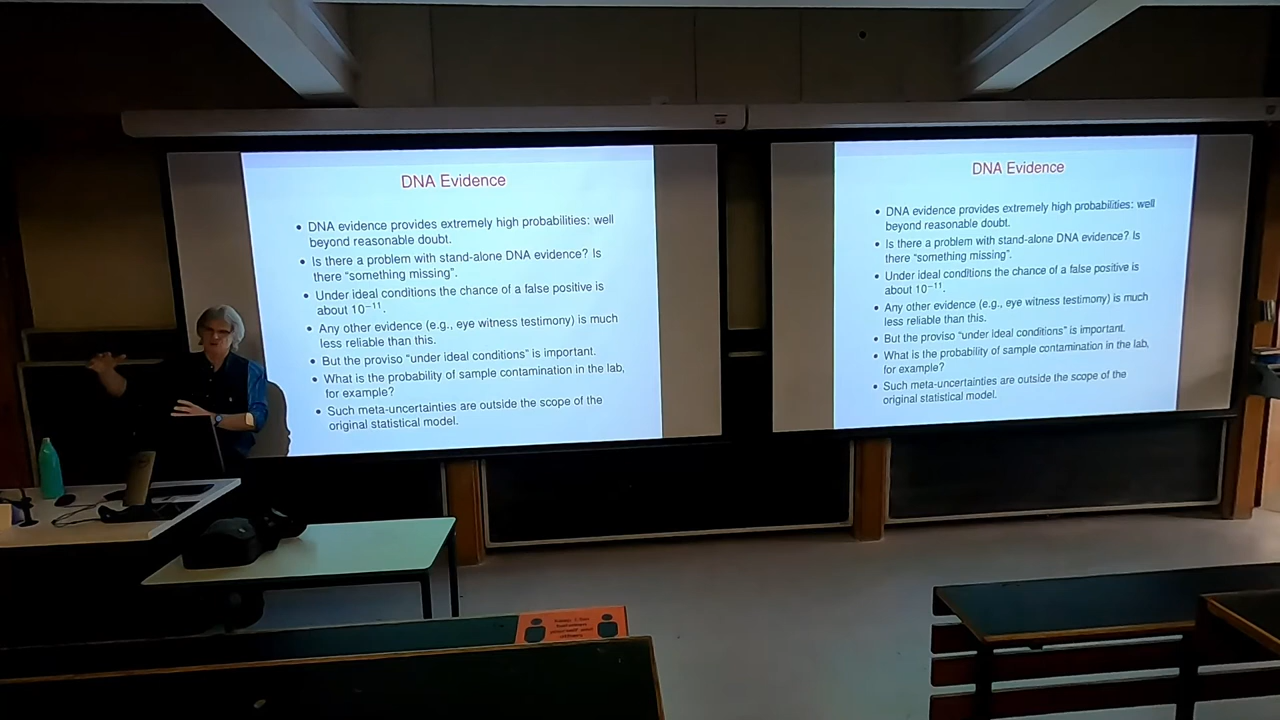 DNA Evidence
DNA evidence provides extremely high probabilities: well
beyond reasonable doubt.
Is there a problem with stand-alone DNA evidence? Is
there “something missing”.
Under ideal conditions the chance of a false positive is
about 10⁻¹¹.
Any other evidence (e.g., eye witness testimony) is much
less reliable than this.
But the proviso “under ideal conditions” is important.
What is the probability of sample contamination in the lab,
for example?
Such meta-uncertainties are outside the scope of the
original statistical model.
DNA Evidence
DNA evidence provides extremely high probabilities: well
beyond reasonable doubt.
Is there a problem with stand-alone DNA evidence? Is
there “something missing”.
Under ideal conditions the chance of a false positive is
about 10⁻¹¹.
Any other evidence (e.g., eye witness testimony) is much
less reliable than this.
But the proviso “under ideal conditions” is important.
What is the probability of sample contamination in the lab,
for example?
Such meta-uncertainties are outside the scope of the
original statistical model.